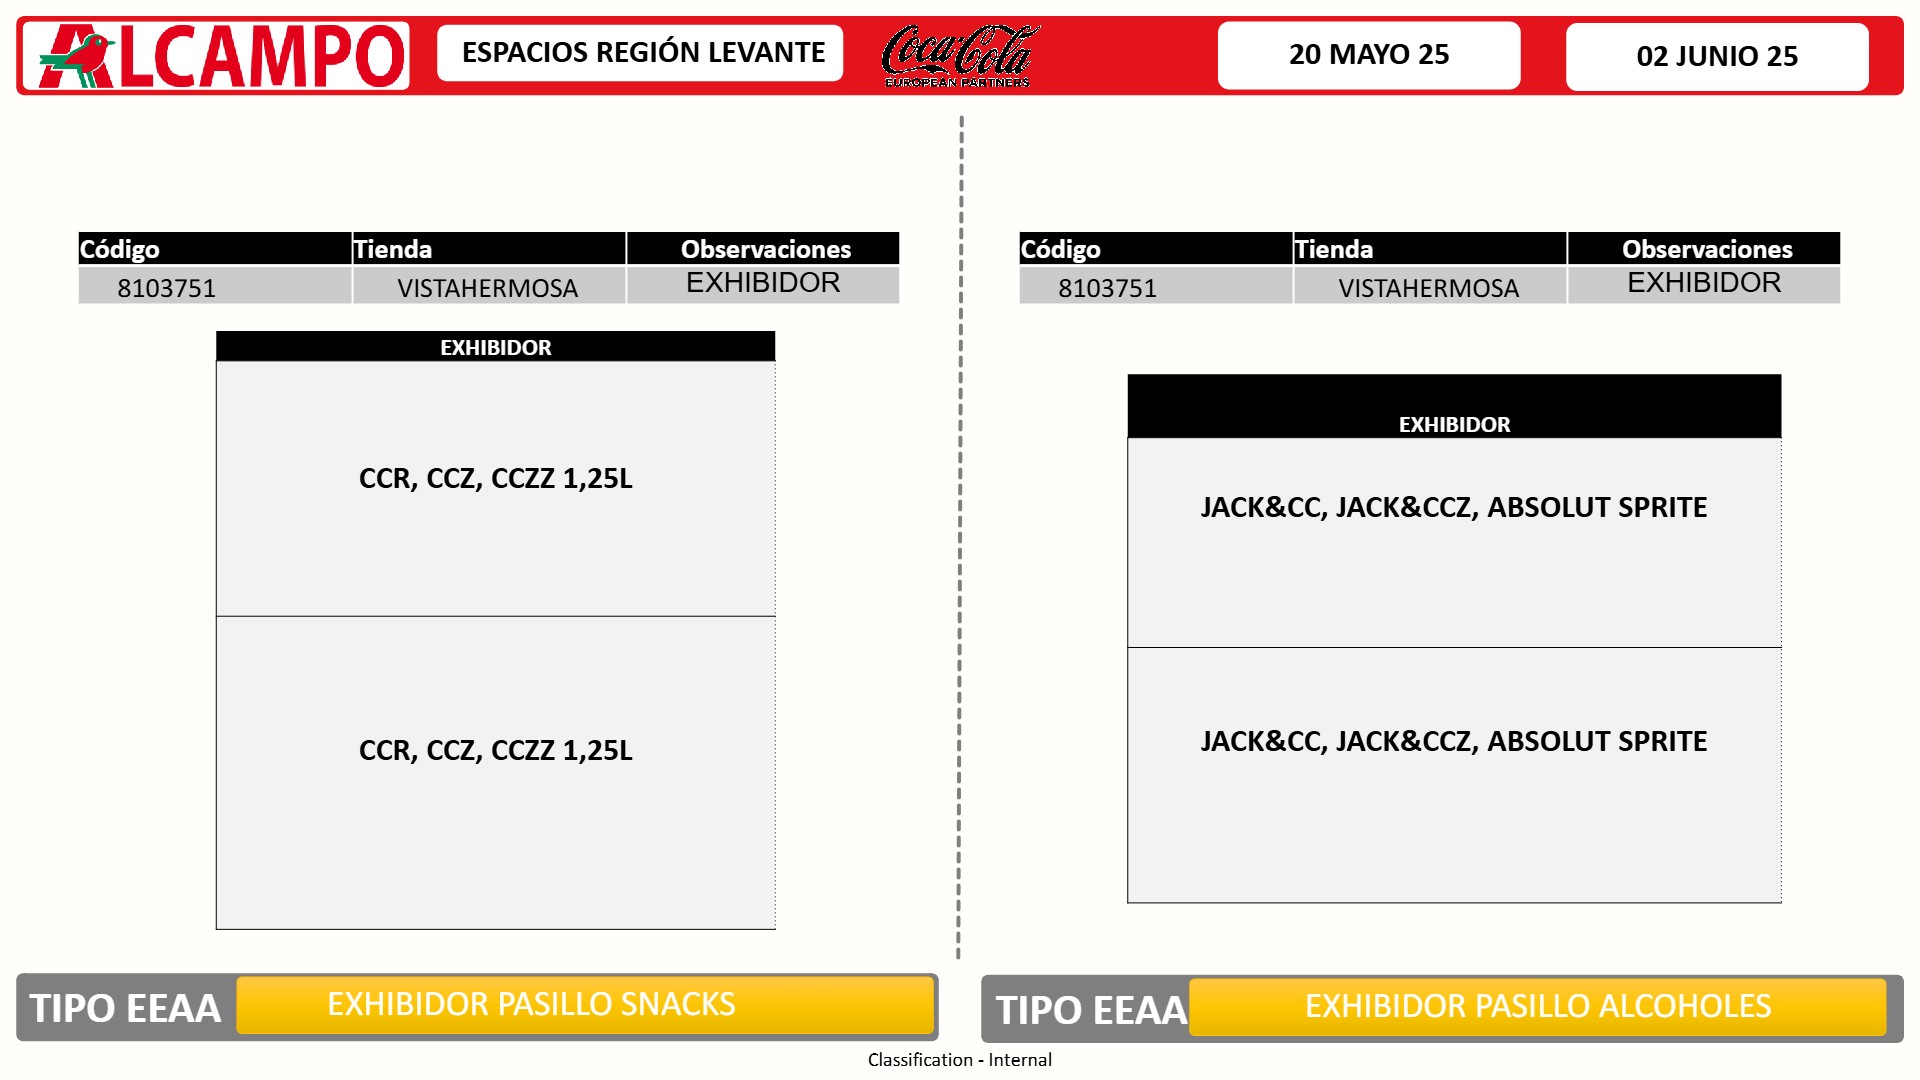 ALCAMPO
ESPACIOS REGIÓN LEVANTE
Coca-Cola
EUROPEAN PARTNERS
20 MAYO 25
02 JUNIO 25
Código Tienda Observaciones
8103751 VISTAHERMOSA EXHIBIDOR
EXHIBIDOR
CCR, CCZ, CCZZ 1,25L
CCR, CCZ, CCZZ 1,25L
TIPO EEAA EXHIBIDOR PASILLO SNACKS
Código Tienda Observaciones
8103751 VISTAHERMOSA EXHIBIDOR
EXHIBIDOR
JACK&CC, JACK&CCZ, ABSOLUT SPRITE
JACK&CC, JACK&CCZ, ABSOLUT SPRITE
TIPO EEAA EXHIBIDOR PASILLO ALCOHOLES
Classification - Internal